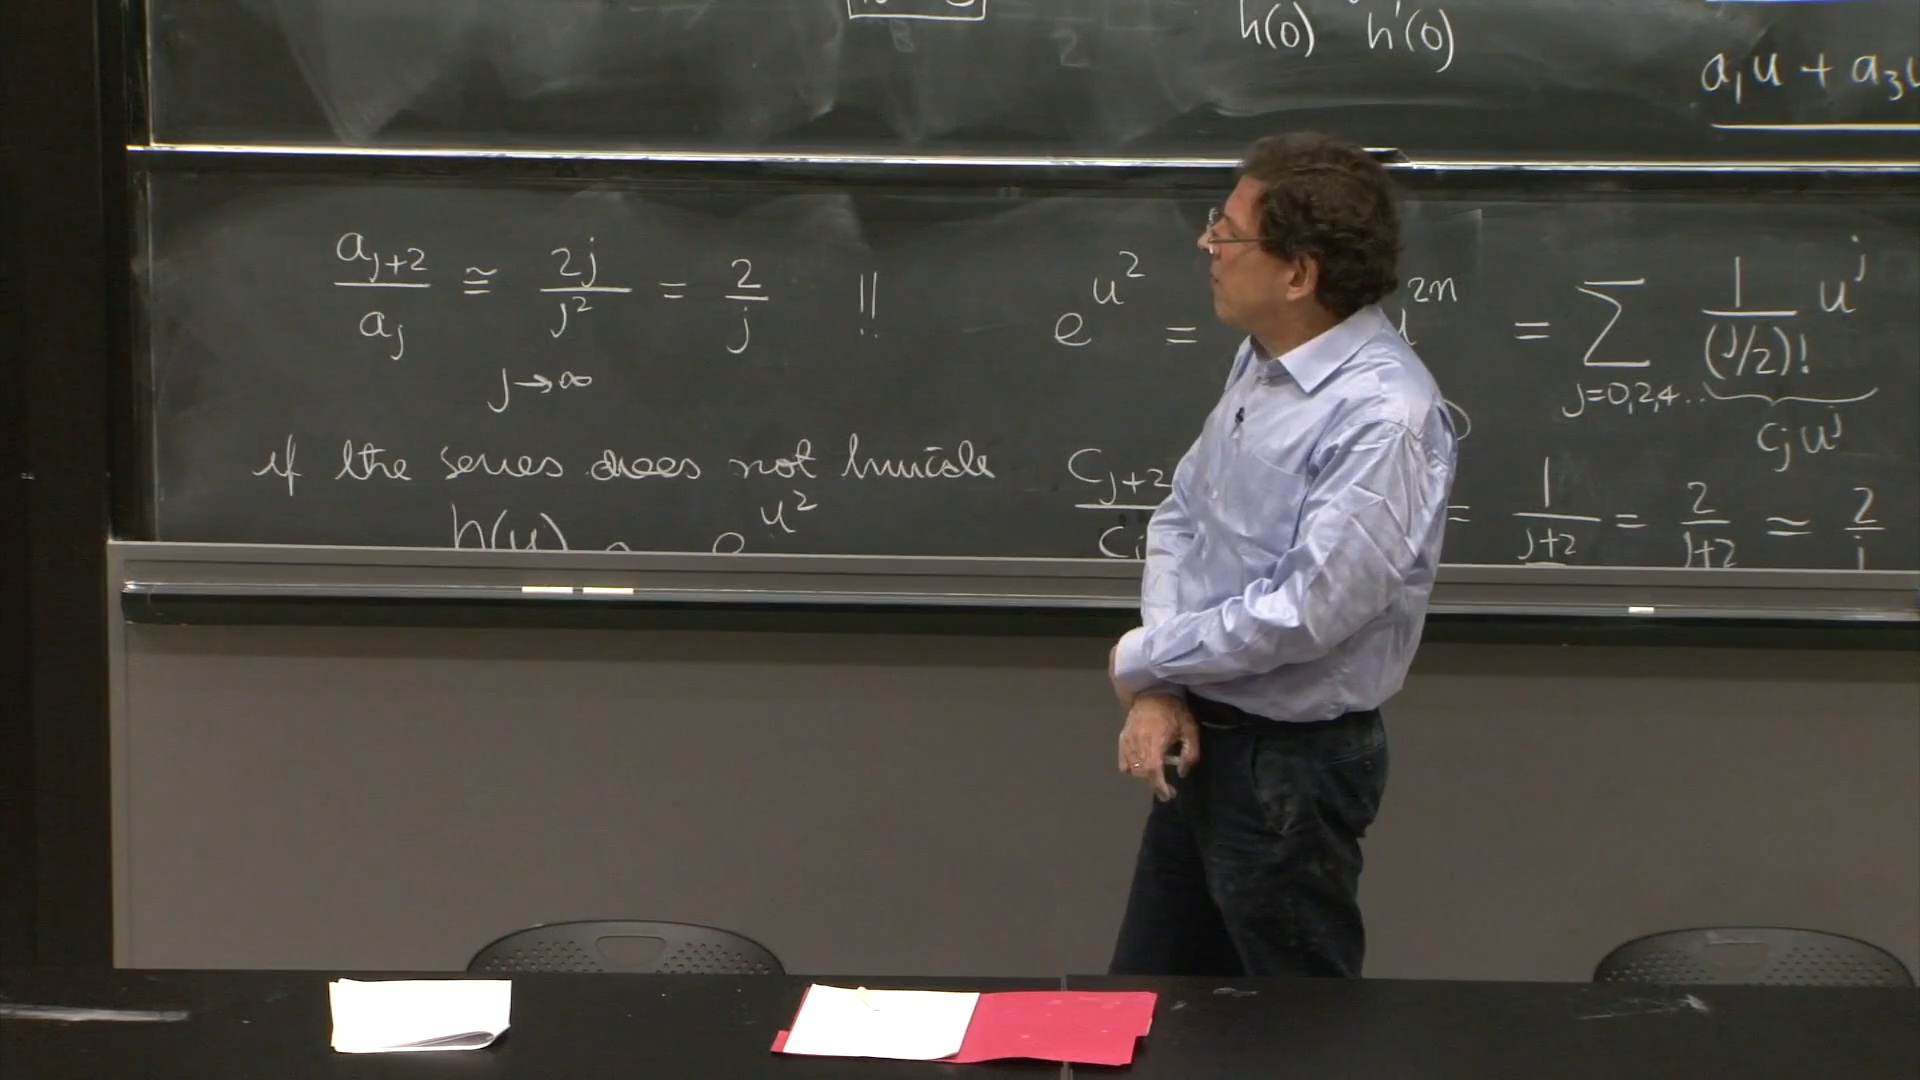 h(0) h'(0)
a₁u + a₃u
a_{j+2}/a_j ≅ 2j/j² = 2/j !!
j→∞
if the series does not
h(u) ~ e^{u²}
e^{u²} = u^{2n} = ∑_{j=0,2,4..} 1/(j/2)! u^j
c_j u^j
c_{j+2}/c_j = 1/(j+2) = 2/(j+2) ≈ 2/j